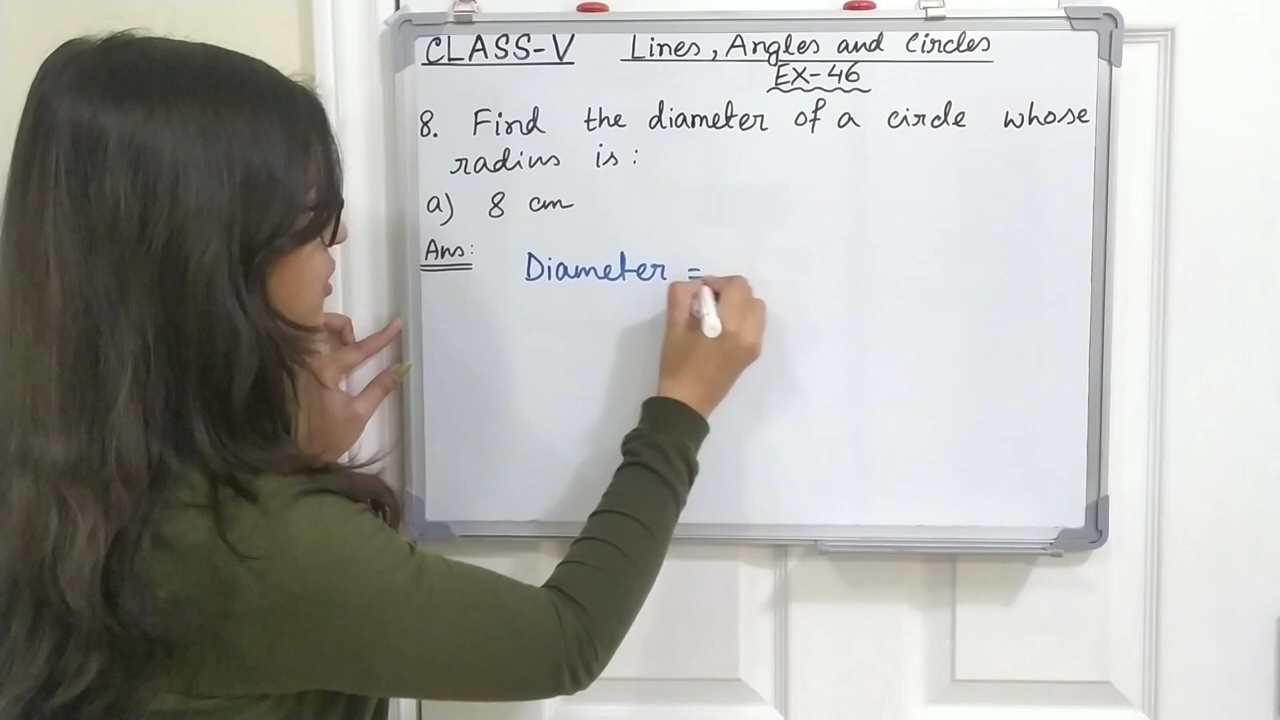 CLASS-V Lines, Angles and Circles
EX-46
8. Find the diameter of a circle whose
radius is:
a) 8 cm
Ans:
Diameter =